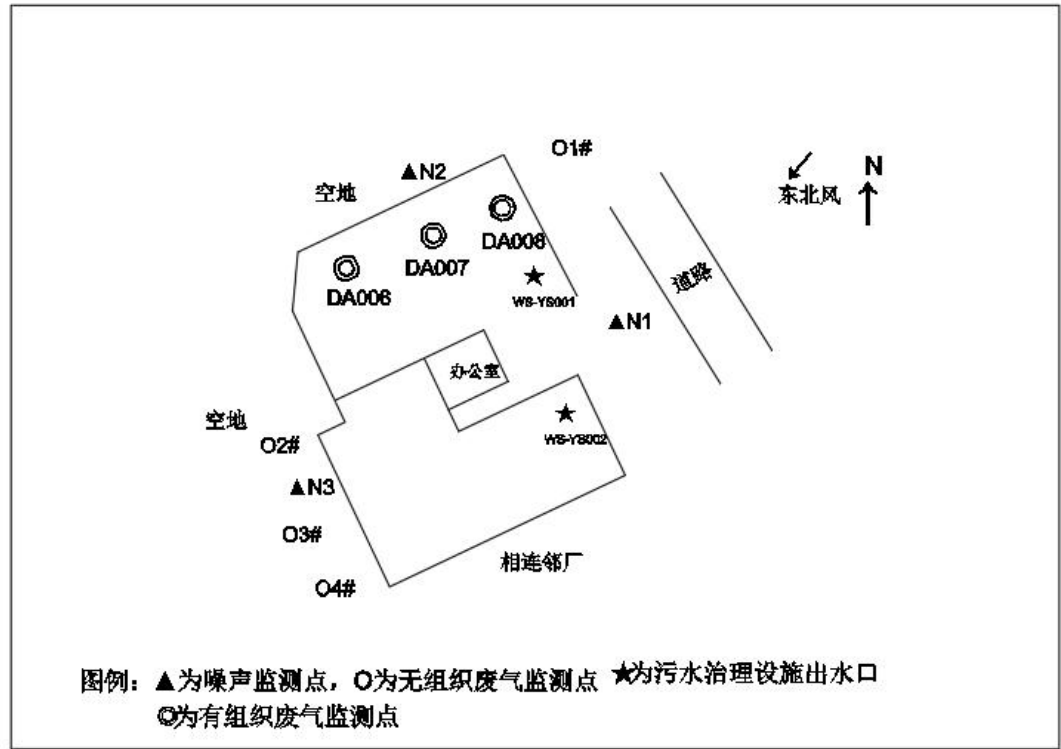 O1#
▲N2
N
空地
东北风
DA008
DA007
道路
DA006
WS-YS001
▲N1
办公室
空地
O2#
WS-YS002
▲N3
O3#
相连邻厂
O4#
图例：▲为噪声监测点，O为无组织废气监测点 ★为污水治理设施出水口
◎为有组织废气监测点